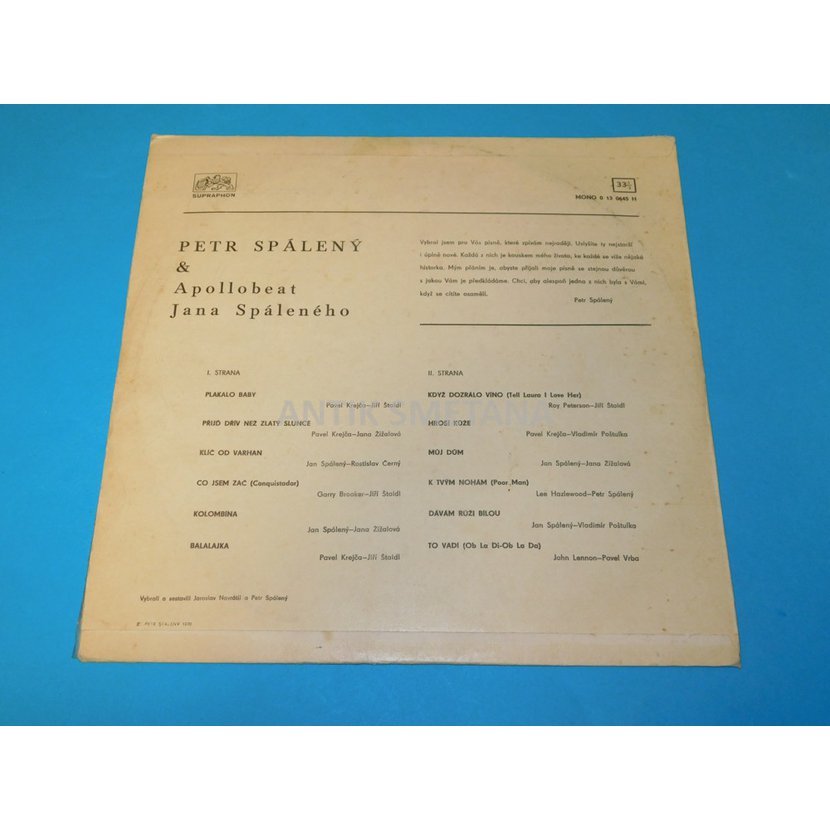 SUPRAPHON
33⅓
MONO 0 13 0645 H
PETR SPÁLENÝ
&
Apollobeat
Jana Spáleného
Vybral jsem pro Vás písně, které zpívám nejraději. Uslyšíte ty nejstarší
i úplně nové. Každá z nich je kouskem mého života, ke každé se víže nějaká
historka. Mým přáním je, abyste přijali moje písně se stejnou důvěrou
s jakou Vám je předkládáme. Chci, aby alespoň jedna z nich byla s Vámi,
když se cítíte osamělí.
Petr Spálený
I. STRANA
PLAKALO BABY
Pavel Krejča–Jiří Štaidl
PŘIJĎ DŘÍV NEŽ ZLATÝ SLUNCE
Pavel Krejča–Jana Žižalová
KLÍČ OD VARHAN
Jan Spálený–Rostislav Černý
CO JSEM ZAČ (Conquistador)
Garry Brooker–Jiří Štaidl
KOLOMBÍNA
Jan Spálený–Jana Žižalová
BALALAJKA
Pavel Krejča–Jiří Štaidl
II. STRANA
KDYŽ DOZRÁLO VÍNO (Tell Laura I Love Her)
Roy Peterson–Jiří Štaidl
HROŠÍ KŮŽE
Pavel Krejča–Vladimír Poštulka
MŮJ DŮM
Jan Spálený–Jana Žižalová
K TVÝM NOHÁM (Poor Man)
Lee Hazlewood–Petr Spálený
DÁVÁM RŮŽI BÍLOU
Jan Spálený–Vladimír Poštulka
TO VADÍ (Ob La Di-Ob La Da)
John Lennon–Pavel Vrba
Vybrali a sestavili Jaroslav Navrátil a Petr Spálený
PETR SPÁLENÝ
ANTIK SMETANA